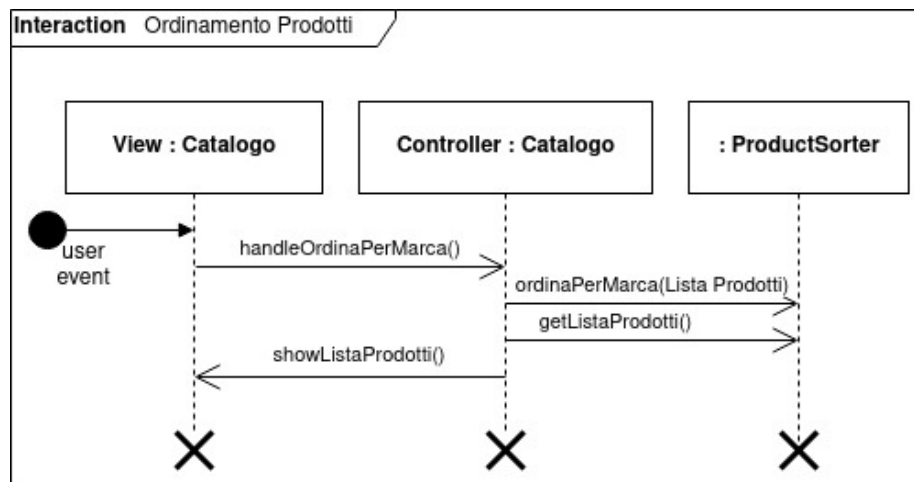 Interaction Ordinamento Prodotti
View : Catalogo
Controller : Catalogo
: ProductSorter
user
event
handleOrdinaPerMarca()
ordinaPerMarca(Lista Prodotti)
getListaProdotti()
showListaProdotti()